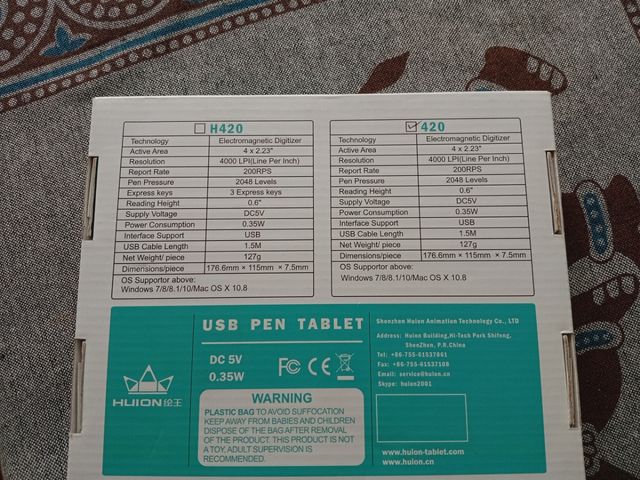 H420
Technology Electromagnetic Digitizer
Active Area 4 x 2.23"
Resolution 4000 LPI(Line Per Inch)
Report Rate 200RPS
Pen Pressure 2048 Levels
Express keys 3 Express keys
Reading Height 0.6"
Supply Voltage DC5V
Power Consumption 0.35W
Interface Support USB
USB Cable Length 1.5M
Net Weight/ piece 127g
Dimensions/piece 176.6mm × 115mm × 7.5mm
OS Supportor above:
Windows 7/8/8.1/10/Mac OS X 10.8
420
Technology Electromagnetic Digitizer
Active Area 4 x 2.23"
Resolution 4000 LPI(Line Per Inch)
Report Rate 200RPS
Pen Pressure 2048 Levels
Reading Height 0.6"
Supply Voltage DC5V
Power Consumption 0.35W
Interface Support USB
USB Cable Length 1.5M
Net Weight/piece 127g
Dimensions/piece 176.6mm × 115mm × 7.5mm
OS Supportor above:
Windows 7/8/8.1/10/Mac OS X 10.8
HUION 绘王
USB PEN TABLET
DC 5V
0.35W
FC CE
WARNING
PLASTIC BAG TO AVOID SUFFOCATION
KEEP AWAY FROM BABIES AND CHILDREN
DISPOSE OF THE BAG AFTER REMOVAL
OF THE PRODUCT. THIS PRODUCT IS NOT
A TOY, ADULT SUPERVISION IS
RECOMMENDED.
Shenzhen Huion Animation Technology Co., LTD
Address: Huion Building,Hi-Tech Park Shifeng,
ShenZhen, P.R.China
Tel: +86-755-61537861
Fax: +86-755-61537508
Email: service@huion.com
Skype: huion2001
www.huion-tablet.com
www.huion.cn